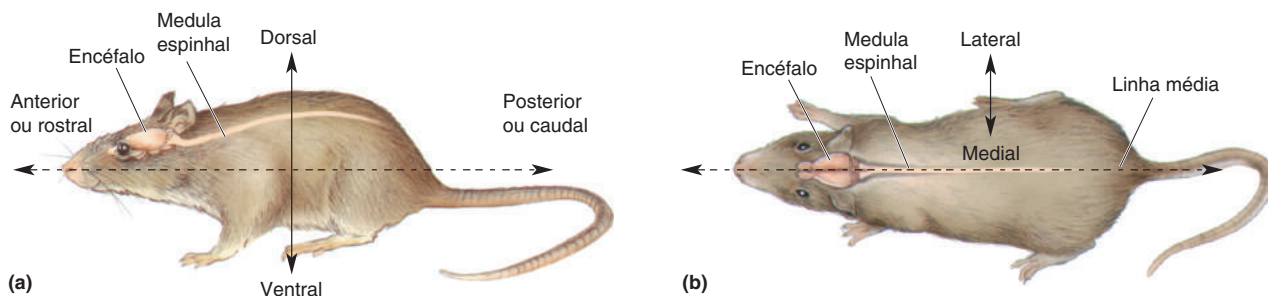 Encéfalo
Medula
espinhal
Dorsal
Anterior
ou rostral
Posterior
ou caudal
Ventral
(a)
Encéfalo
Medula
espinhal
Lateral
Linha média
Medial
(b)